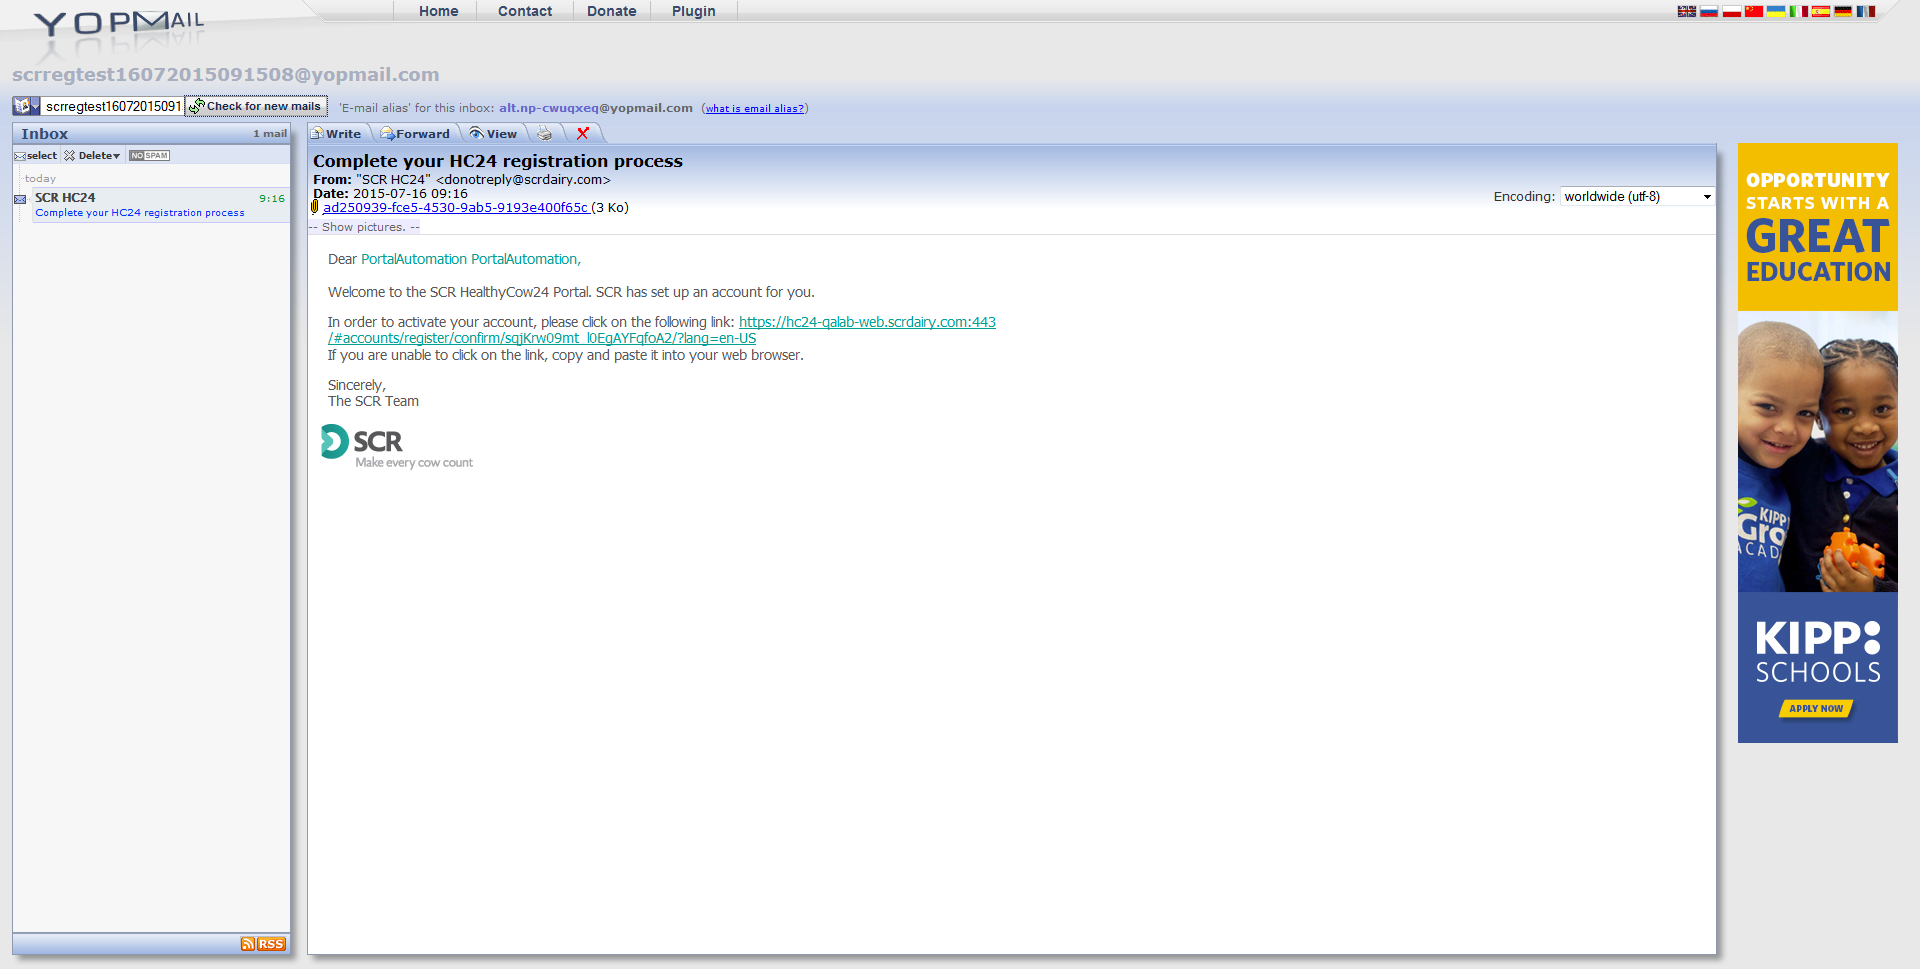 YOPMAIL
Home
Contact
Donate
Plugin
scrregtest16072015091508@yopmail.com
scrregtest16072015091
Check for new mails
'E-mail alias' for this inbox: alt.np-cwuqxeq@yopmail.com (what is email alias?)
Inbox
1 mail
select
Delete
NO SPAM
today
SCR HC24
9:16
Complete your HC24 registration process
RSS
Write
Forward
View
Complete your HC24 registration process
From: "SCR HC24" <donotreply@scrdairy.com>
Date: 2015-07-16 09:16
ad250939-fce5-4530-9ab5-9193e400f65c (3 Ko)
Encoding: worldwide (utf-8)
-- Show pictures. --
Dear PortalAutomation PortalAutomation,
Welcome to the SCR HealthyCow24 Portal. SCR has set up an account for you.
In order to activate your account, please click on the following link: https://hc24-qalab-web.scrdairy.com:443
/#accounts/register/confirm/sqjKrw09mt_l0EgAYFqfoA2/?lang=en-US
If you are unable to click on the link, copy and paste it into your web browser.
Sincerely,
The SCR Team
SCR
Make every cow count
OPPORTUNITY
STARTS WITH A
GREAT
EDUCATION
KIPP
Gro
ACAD
KIPP:
SCHOOLS
APPLY NOW